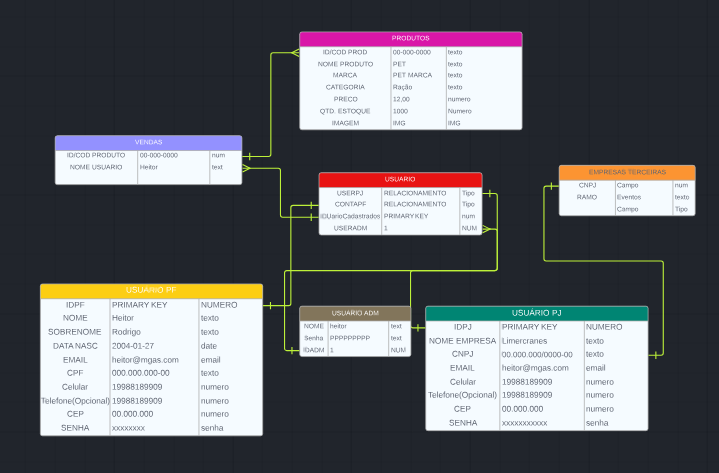 PRODUTOS
ID/COD PROD 00-000-0000 texto
NOME PRODUTO PET texto
MARCA PET MARCA texto
CATEGORIA Ração texto
PRECO 12,00 numero
QTD. ESTOQUE 1000 Numero
IMAGEM IMG IMG
VENDAS
ID/COD PRODUTO 00-000-0000 num
NOME USUARIO Heitor text
USUARIO
USERPJ RELACIONAMENTO Tipo
CONTAPF RELACIONAMENTO Tipo
IDUarioCadastrados PRIMARY KEY num
USERADM 1 NUM
EMPRESAS TERCEIRAS
CNPJ Campo num
RAMO Eventos texto
Campo Tipo
USUARIO PF
IDPF PRIMARY KEY NUMERO
NOME Heitor texto
SOBRENOME Rodrigo texto
DATA NASC 2004-01-27 date
EMAIL heitor@mgas.com email
CPF 000.000.000-00 texto
Celular 19988189909 numero
Telefone(Opcional) 19988189909 numero
CEP 00.000.000 numero
SENHA xxxxxxxx senha
USUARIO ADM
NOME heitor text
Senha PPPPPPPPP text
IDADM 1 NUM
USUÁRIO PJ
IDPJ PRIMARY KEY NUMERO
NOME EMPRESA Limercranes texto
CNPJ 00.000.000/0000-00 texto
EMAIL heitor@mgas.com email
Celular 19988189909 numero
Telefone(Opcional) 19988189909 numero
CEP 00.000.000 numero
SENHA xxxxxxxxxxx senha